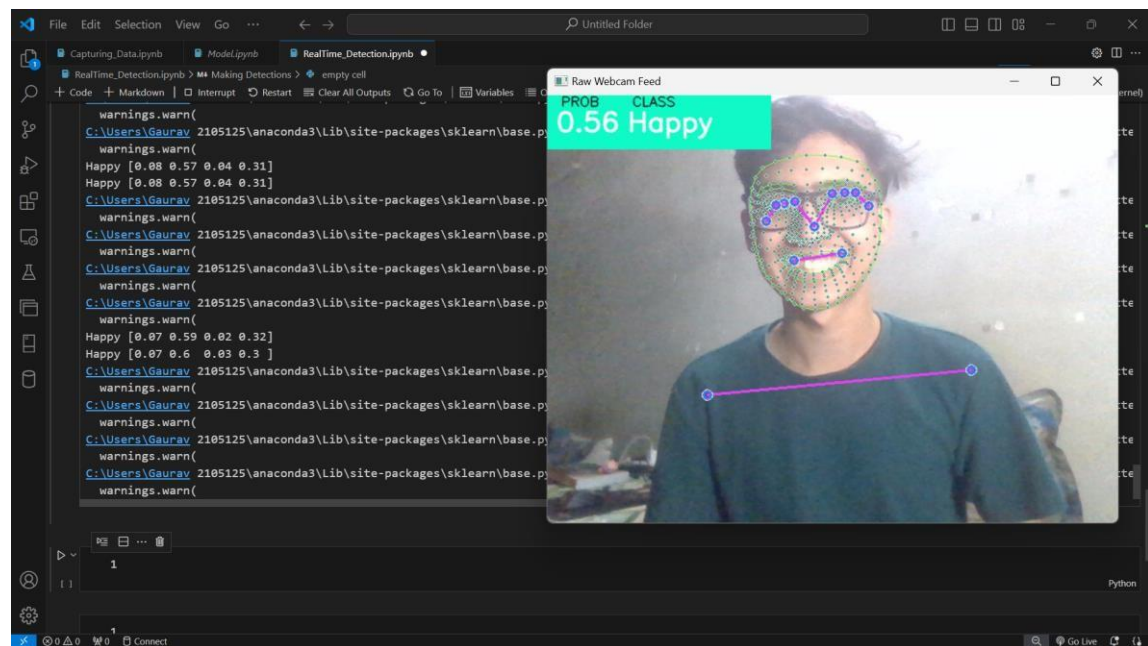 File Edit Selection View Go ··· ← → Untitled Folder
Capturing_Data.ipynb Model.ipynb RealTime_Detection.ipynb
RealTime_Detection.ipynb > M↓ Making Detections > empty cell
+ Code + Markdown | Interrupt Restart Clear All Outputs Go To | Variables
warnings.warn(
C:\Users\Gaurav 2105125\anaconda3\Lib\site-packages\sklearn\base.py
warnings.warn(
Happy [0.08 0.57 0.04 0.31]
Happy [0.08 0.57 0.04 0.31]
C:\Users\Gaurav 2105125\anaconda3\Lib\site-packages\sklearn\base.py
warnings.warn(
C:\Users\Gaurav 2105125\anaconda3\Lib\site-packages\sklearn\base.py
warnings.warn(
C:\Users\Gaurav 2105125\anaconda3\Lib\site-packages\sklearn\base.py
warnings.warn(
C:\Users\Gaurav 2105125\anaconda3\Lib\site-packages\sklearn\base.py
warnings.warn(
Happy [0.07 0.59 0.02 0.32]
Happy [0.07 0.6  0.03 0.3 ]
C:\Users\Gaurav 2105125\anaconda3\Lib\site-packages\sklearn\base.py
warnings.warn(
C:\Users\Gaurav 2105125\anaconda3\Lib\site-packages\sklearn\base.py
warnings.warn(
C:\Users\Gaurav 2105125\anaconda3\Lib\site-packages\sklearn\base.py
warnings.warn(
C:\Users\Gaurav 2105125\anaconda3\Lib\site-packages\sklearn\base.py
warnings.warn(
Raw Webcam Feed
PROB CLASS
0.56 Happy
1
[ ] Python
1
0 0 0 Connect Go Live